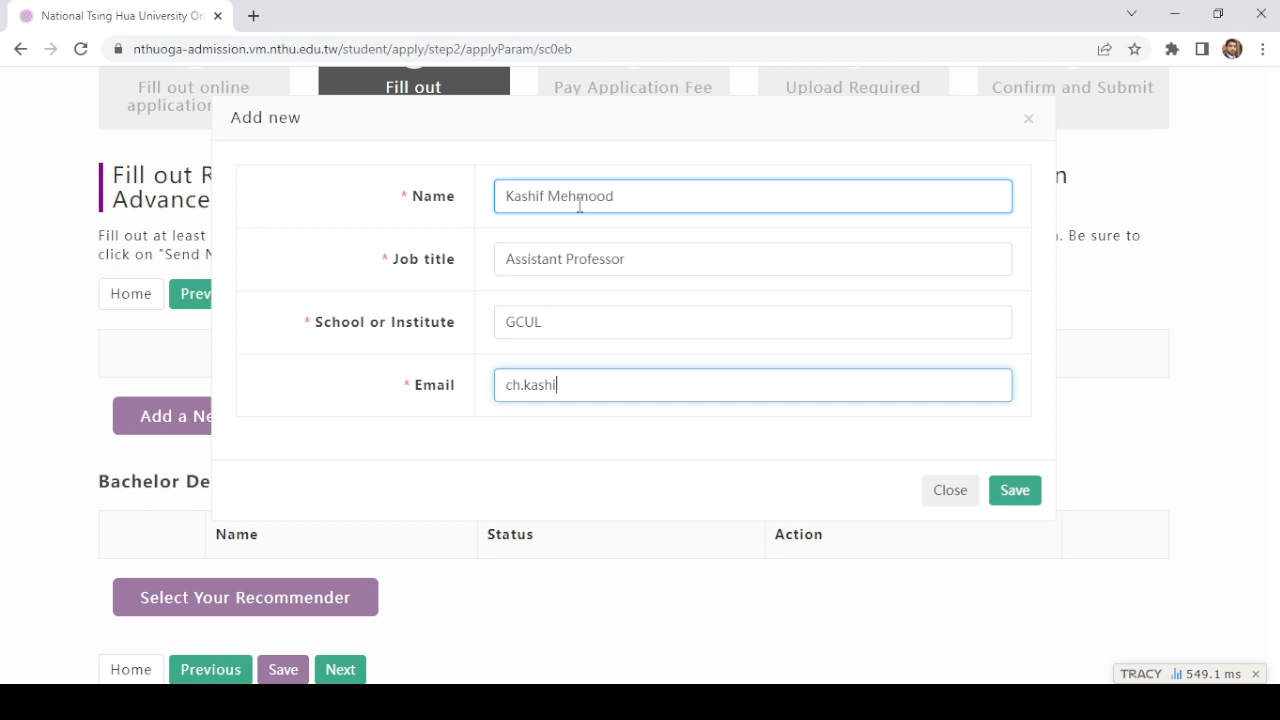 National Tsing Hua University On
nthuoga-admission.vm.nthu.edu.tw/student/apply/step2/applyParam/sc0eb
Fill out online
application
Fill out
Pay Application Fee
Upload Required
Confirm and Submit
Add new
Fill out R
n
Advance
Fill out at least
. Be sure to
click on "Send N
* Name
Kashif Mehmood
* Job title
Assistant Professor
* School or Institute
GCUL
* Email
ch.kashi
Home
Prev
Add a Ne
Close
Save
Bachelor De
Name
Status
Action
Select Your Recommender
Home
Previous
Save
Next
TRACY 549.1 ms ×